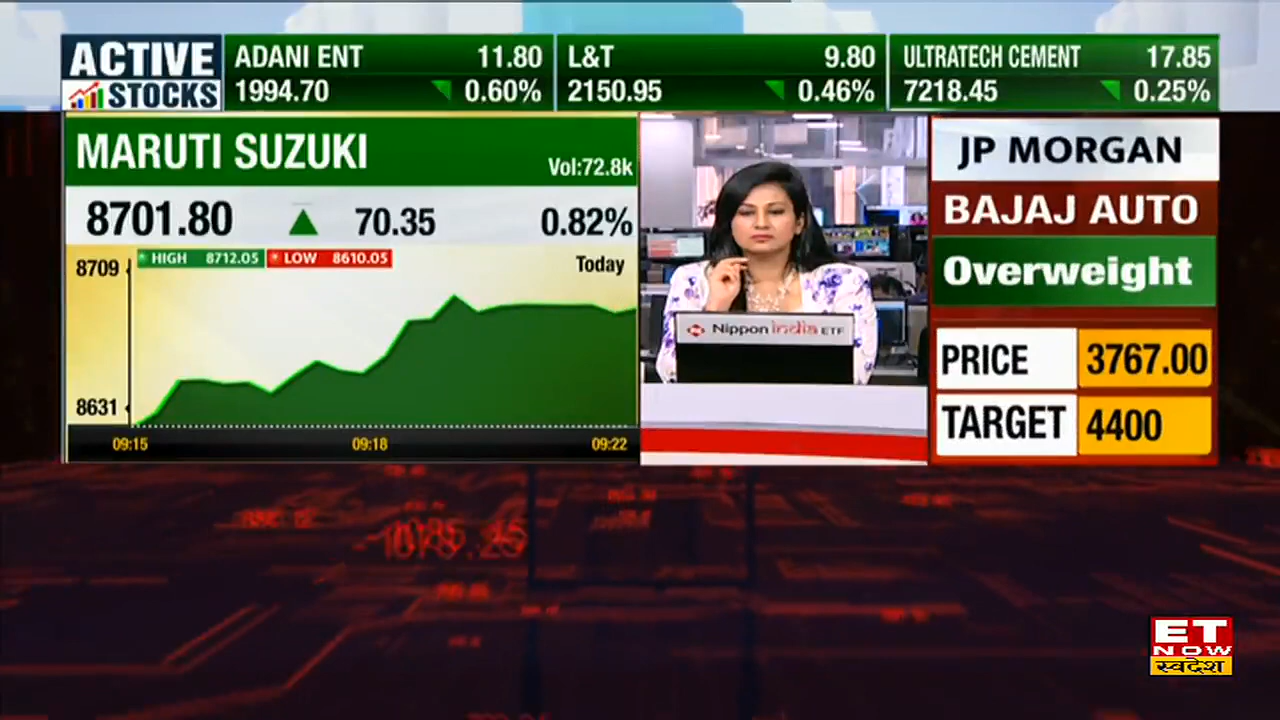 ACTIVE
STOCKS
ADANI ENT 11.80
1994.70 0.60%
L&T 9.80
2150.95 0.46%
ULTRATECH CEMENT 17.85
7218.45 0.25%
MARUTI SUZUKI
Vol:72.8k
8701.80 70.35 0.82%
HIGH 8712.05 LOW 8610.05
Today
8709
8631
09:15 09:18 09:22
Nippon india ETF
JP MORGAN
BAJAJ AUTO
Overweight
PRICE 3767.00
TARGET 4400
ET
NOW
स्वदेश